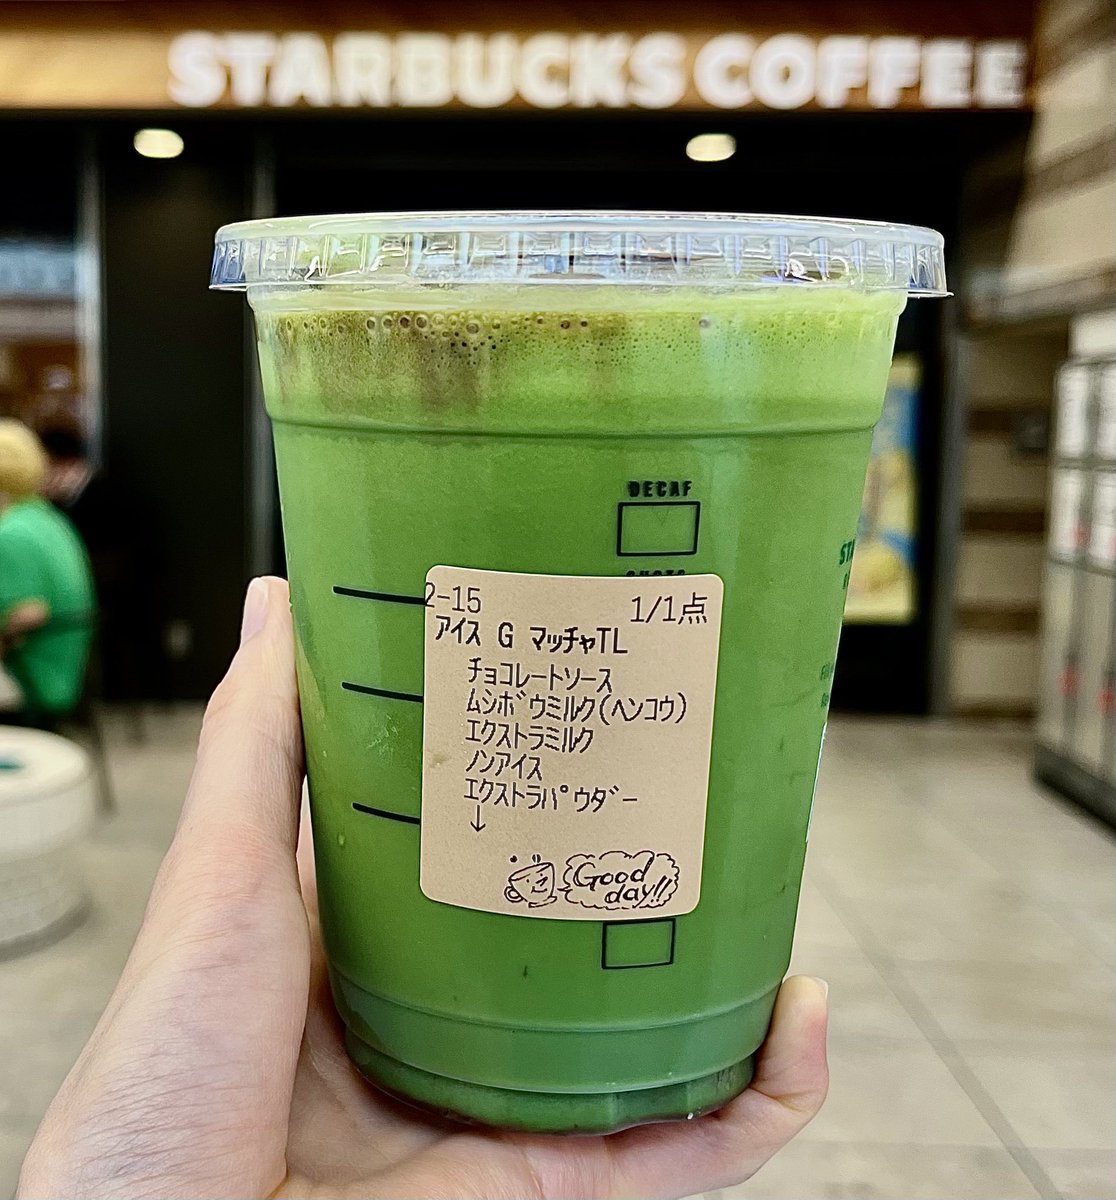 STARBUCKS COFFEE
DECAF
2-15 1/1点
アイス G マッチャTL
チョコレートソース
ムシボウミルク(ヘンコウ)
エクストラミルク
ノンアイス
エクストラパウダー
↓
Good
day!!